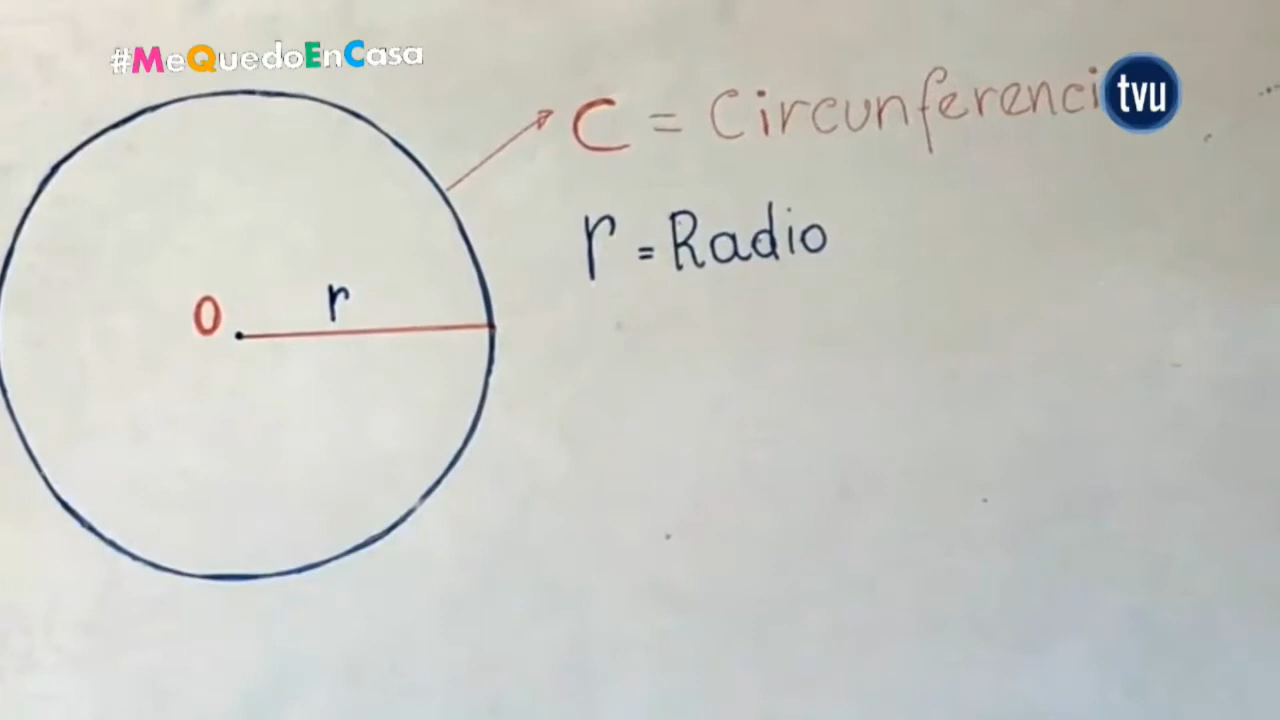 #MeQuedoEnCasa
C = Circunferenci
tvu
r = Radio
r
O